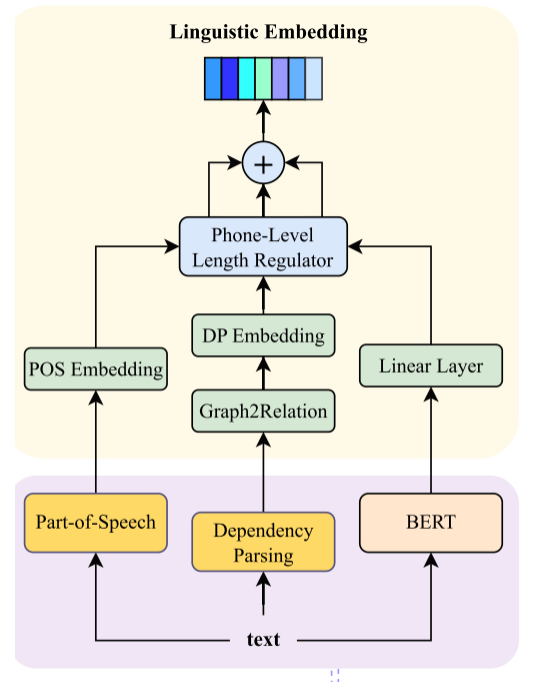 Linguistic Embedding
+
Phone-Level
Length Regulator
DP Embedding
POS Embedding
Linear Layer
Graph2Relation
Part-of-Speech
Dependency
Parsing
BERT
text